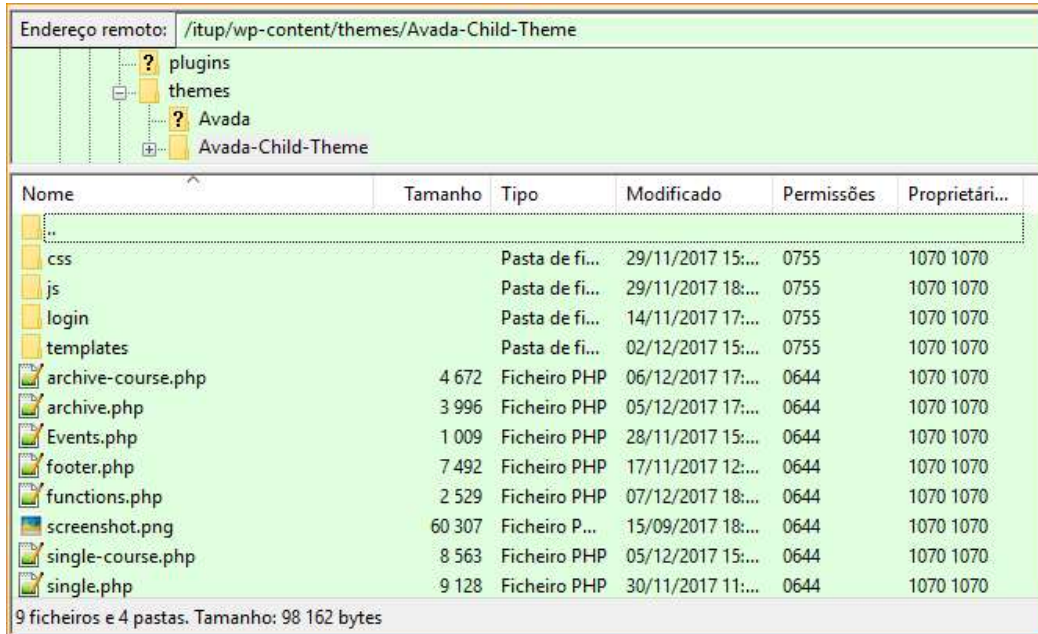 Endereço remoto: /itup/wp-content/themes/Avada-Child-Theme
? plugins
themes
? Avada
Avada-Child-Theme
Nome Tamanho Tipo Modificado Permissões Proprietári...
..
css Pasta de fi... 29/11/2017 15:... 0755 1070 1070
js Pasta de fi... 29/11/2017 18:... 0755 1070 1070
login Pasta de fi... 14/11/2017 17:... 0755 1070 1070
templates Pasta de fi... 02/12/2017 15:... 0755 1070 1070
archive-course.php 4 672 Ficheiro PHP 06/12/2017 17:... 0644 1070 1070
archive.php 3 996 Ficheiro PHP 05/12/2017 17:... 0644 1070 1070
Events.php 1 009 Ficheiro PHP 28/11/2017 15:... 0644 1070 1070
footer.php 7 492 Ficheiro PHP 17/11/2017 12:... 0644 1070 1070
functions.php 2 529 Ficheiro PHP 07/12/2017 18:... 0644 1070 1070
screenshot.png 60 307 Ficheiro P... 15/09/2017 18:... 0644 1070 1070
single-course.php 8 563 Ficheiro PHP 05/12/2017 15:... 0644 1070 1070
single.php 9 128 Ficheiro PHP 30/11/2017 11:... 0644 1070 1070
9 ficheiros e 4 pastas. Tamanho: 98 162 bytes